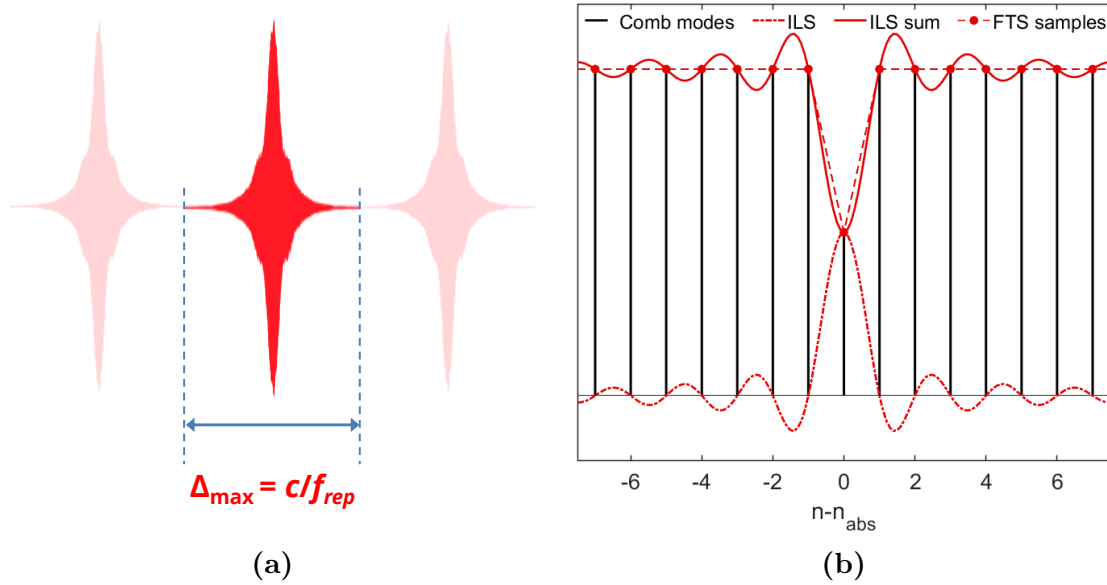 Comb modes ILS ILS sum FTS samples
Δmax = c/frep
-6 -4 -2 0 2 4 6
n-nabs
(a) (b)